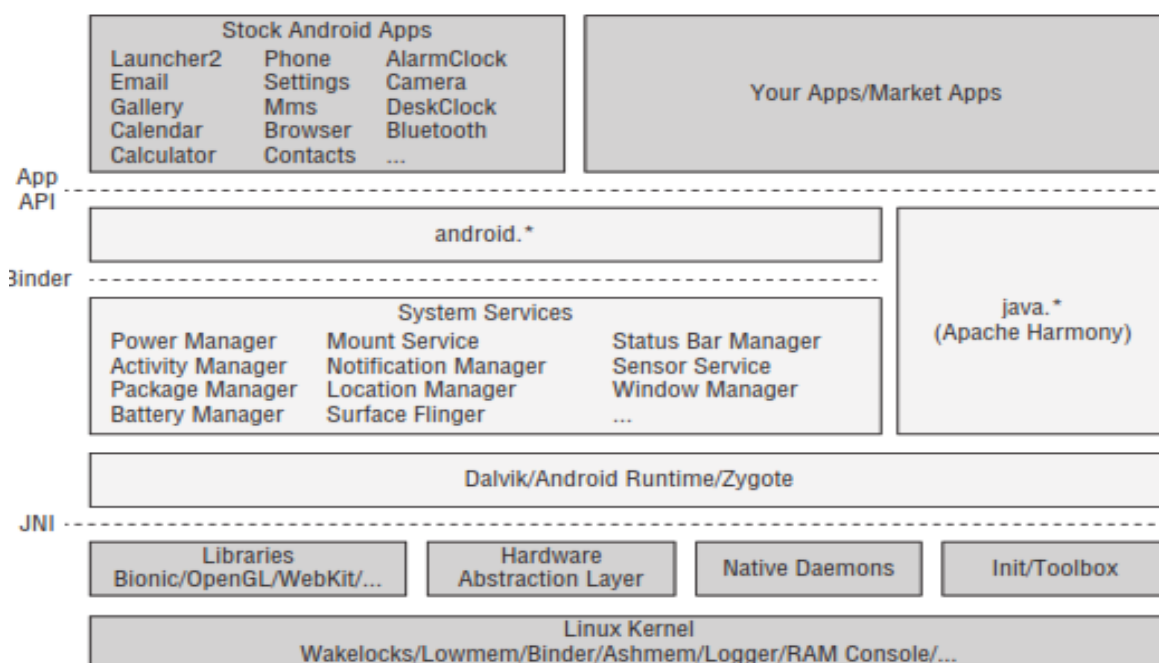 Stock Android Apps
Launcher2 Phone AlarmClock
Email Settings Camera
Gallery Mms DeskClock
Calendar Browser Bluetooth
Calculator Contacts ...
Your Apps/Market Apps
App
API
android.*
Binder
java.*
(Apache Harmony)
System Services
Power Manager Mount Service Status Bar Manager
Activity Manager Notification Manager Sensor Service
Package Manager Location Manager Window Manager
Battery Manager Surface Flinger ...
Dalvik/Android Runtime/Zygote
JNI
Libraries
Bionic/OpenGL/WebKit/...
Hardware
Abstraction Layer
Native Daemons
Init/Toolbox
Linux Kernel
Wakelocks/Lowmem/Binder/Ashmem/Logger/RAM Console/...